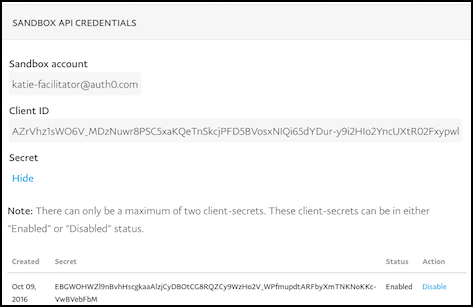 SANDBOX API CREDENTIALS
Sandbox account
katie-facilitator@auth0.com
Client ID
AZrVhz1sWO6V_MDzNuwr8PSC5xaKQeTnSkcjPFD5BVosxNIQi65dYDur-y9i2HIo2YncUXtR02Fxypwl
Secret
Hide
Note: There can only be a maximum of two client-secrets. These client-secrets can be in either
"Enabled" or "Disabled" status.
Created Secret Status Action
Oct 09, EBGWOHWZl9nBvhHscgkaaAlzjCyDBOtCG8RQZCy9WzHo2V_WPfmupdtARFbyXmTNKNoKKc- Enabled Disable
2016 VwBVebFbM